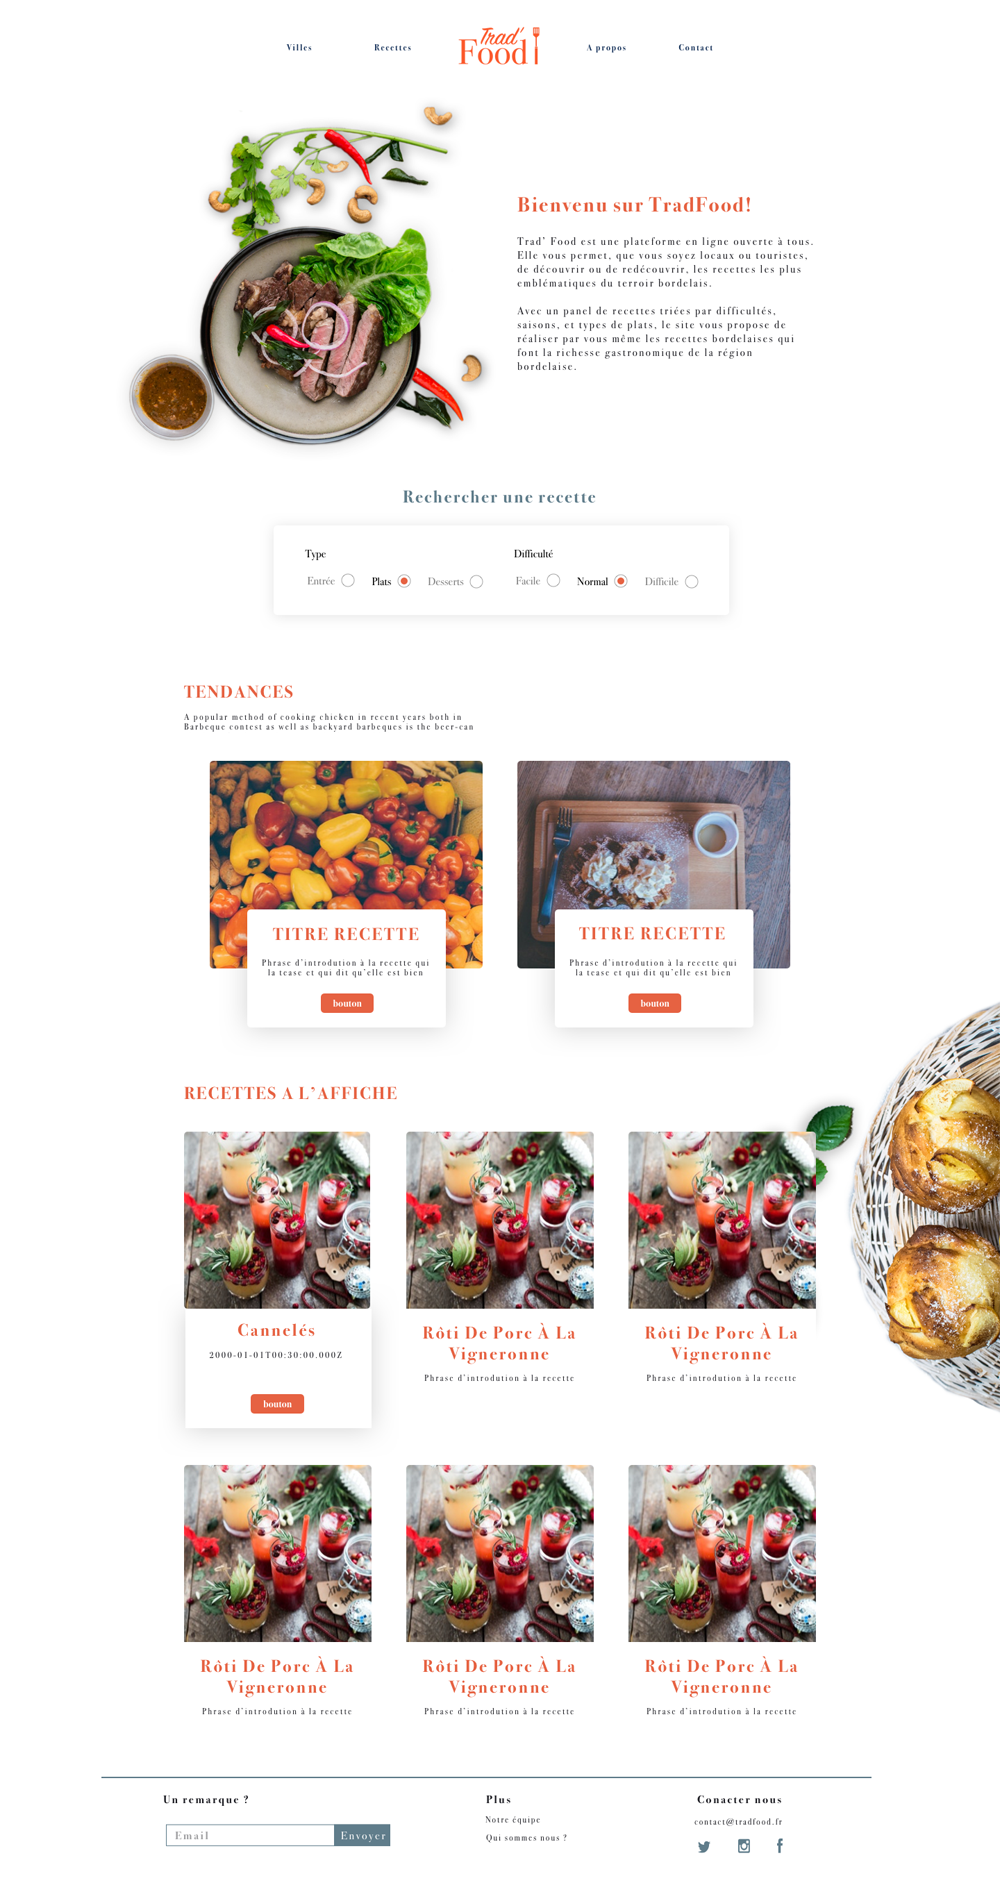 Villes
Recettes
Trad'
Food
A propos
Contact
Bienvenu sur TradFood!
Trad’ Food est une plateforme en ligne ouverte à tous.
Elle vous permet, que vous soyez locaux ou touristes,
de découvrir ou de redécouvrir, les recettes les plus
emblématiques du terroir bordelais.
Avec un panel de recettes triées par difficultés,
saisons, et types de plats, le site vous propose de
réaliser par vous même les recettes bordelaises qui
font la richesse gastronomique de la région
bordelaise.
Rechercher une recette
Type
Entrée
Plats
Desserts
Difficulté
Facile
Normal
Difficile
TENDANCES
A popular method of cooking chicken in recent years both in
Barbeque contest as well as backyard barbeques is the beer-can
TITRE RECETTE
Phrase d’introdution à la recette qui
la tease et qui dit qu’elle est bien
bouton
TITRE RECETTE
Phrase d’introdution à la recette qui
la tease et qui dit qu’elle est bien
bouton
RECETTES A L’AFFICHE
Cannelés
2000-01-01T00:30:00.000Z
bouton
Rôti De Porc À La
Vigneronne
Phrase d’introdution à la recette
Rôti De Porc À La
Vigneronne
Phrase d’introdution à la recette
Rôti De Porc À La
Vigneronne
Phrase d’introdution à la recette
Rôti De Porc À La
Vigneronne
Phrase d’introdution à la recette
Rôti De Porc À La
Vigneronne
Phrase d’introdution à la recette
Un remarque ?
Email
Envoyer
Plus
Notre équipe
Qui sommes nous ?
Conacter nous
contact@tradfood.fr